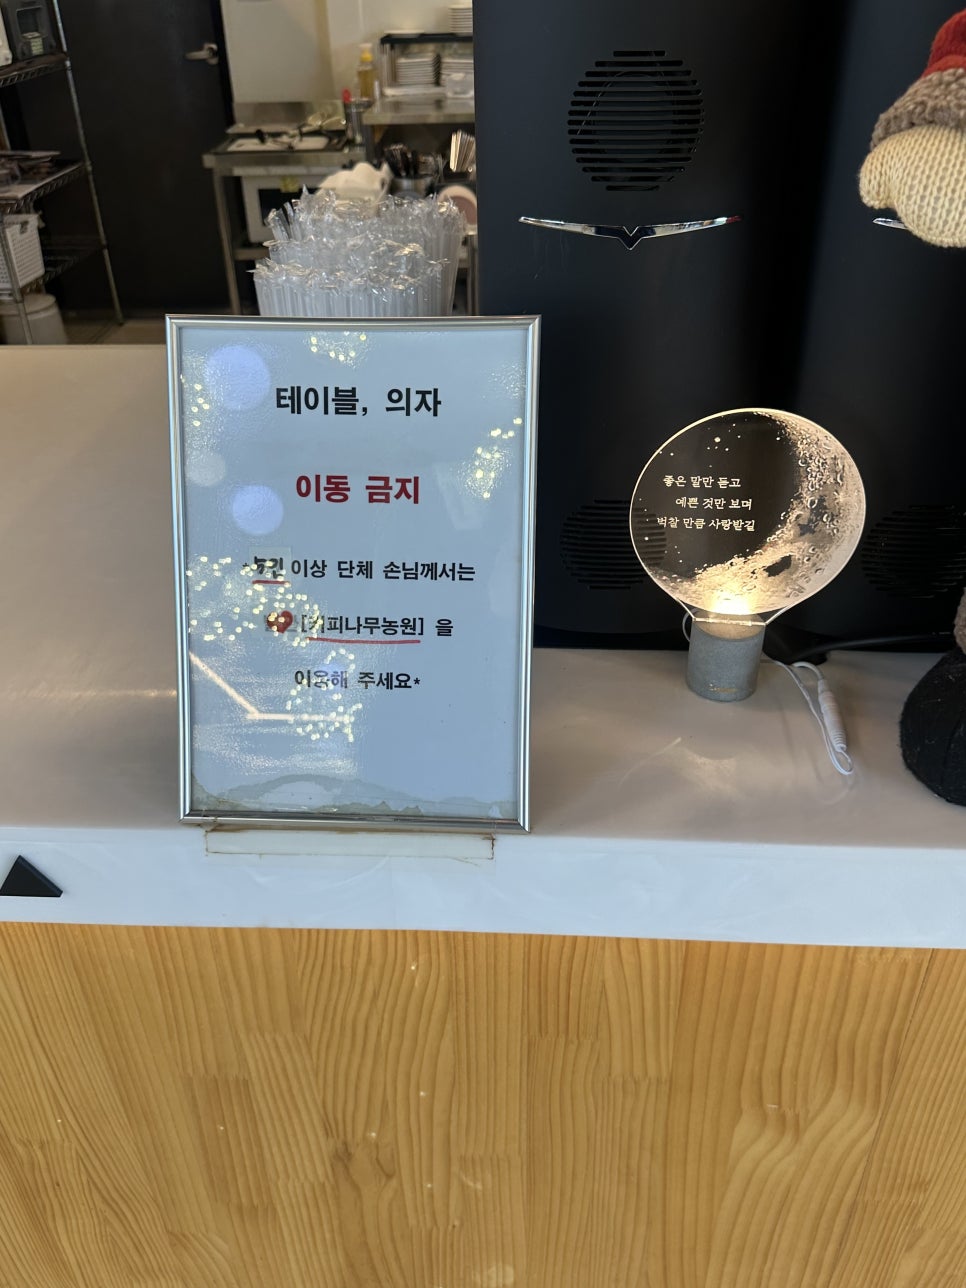 테이블, 의자
이동 금지
이상 단체 손님께서는
[커피나무농원] 을
이용해 주세요*
좋은 말만 듣고
예쁜 것만 보며
벅찰 만큼 사랑받길